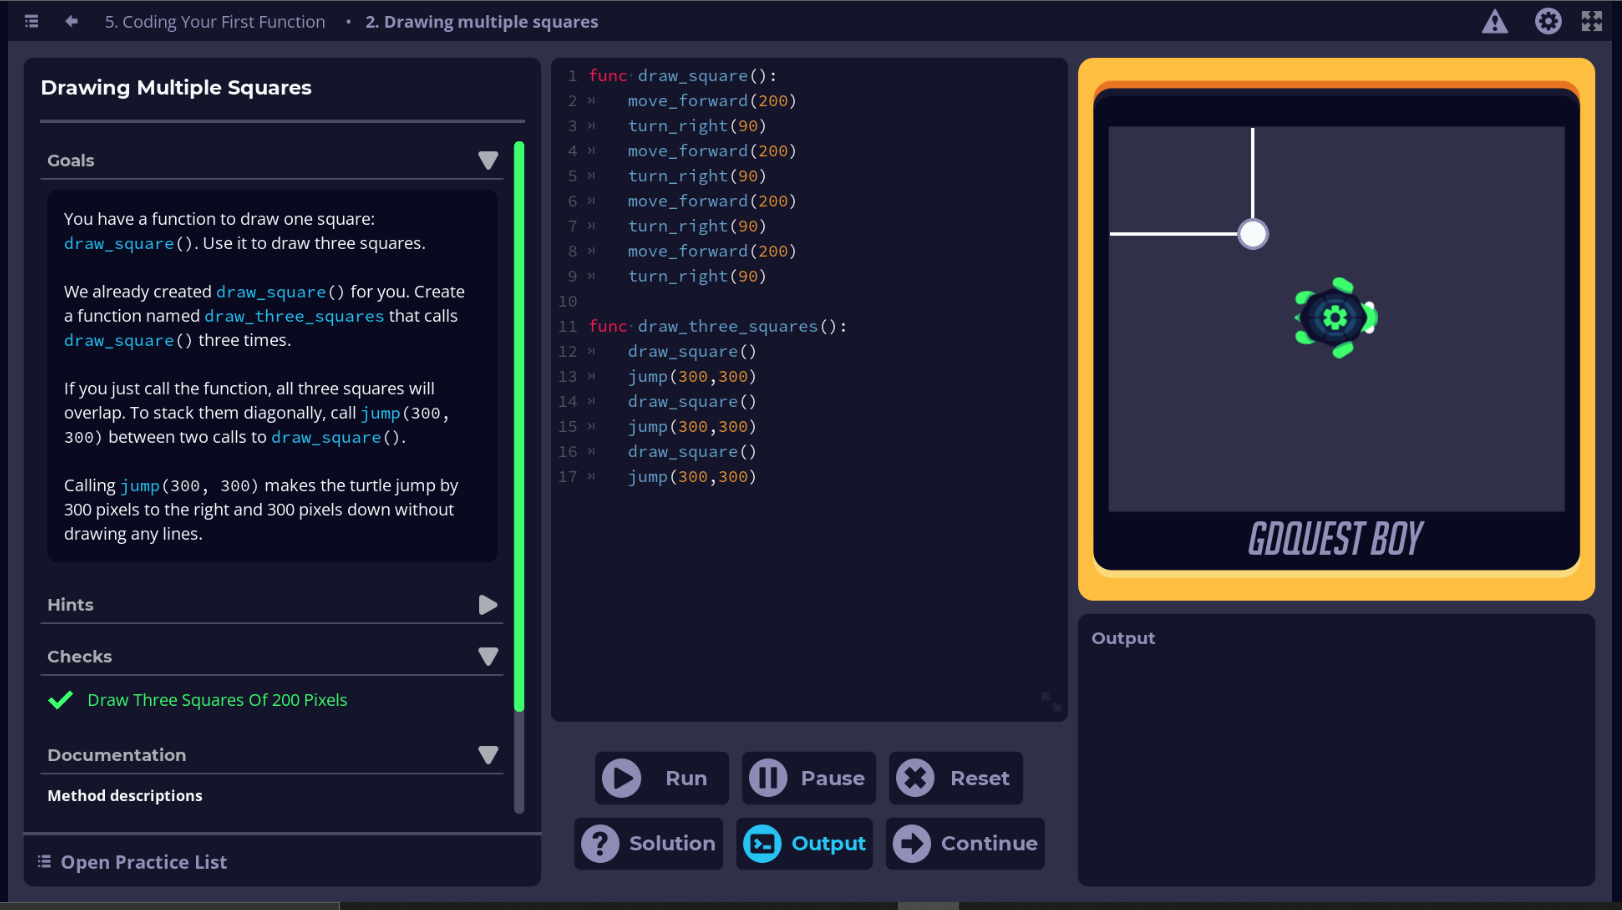 5. Coding Your First Function • 2. Drawing multiple squares
Drawing Multiple Squares
Goals
You have a function to draw one square:
draw_square(). Use it to draw three squares.
We already created draw_square() for you. Create
a function named draw_three_squares that calls
draw_square() three times.
If you just call the function, all three squares will
overlap. To stack them diagonally, call jump(300,
300) between two calls to draw_square().
Calling jump(300, 300) makes the turtle jump by
300 pixels to the right and 300 pixels down without
drawing any lines.
Hints
Checks
Draw Three Squares Of 200 Pixels
Documentation
Method descriptions
Open Practice List
1 func draw_square():
2 move_forward(200)
3 turn_right(90)
4 move_forward(200)
5 turn_right(90)
6 move_forward(200)
7 turn_right(90)
8 move_forward(200)
9 turn_right(90)
10
11 func draw_three_squares():
12 draw_square()
13 jump(300,300)
14 draw_square()
15 jump(300,300)
16 draw_square()
17 jump(300,300)
Run Pause Reset
Solution Output Continue
GDQUEST BOY
Output